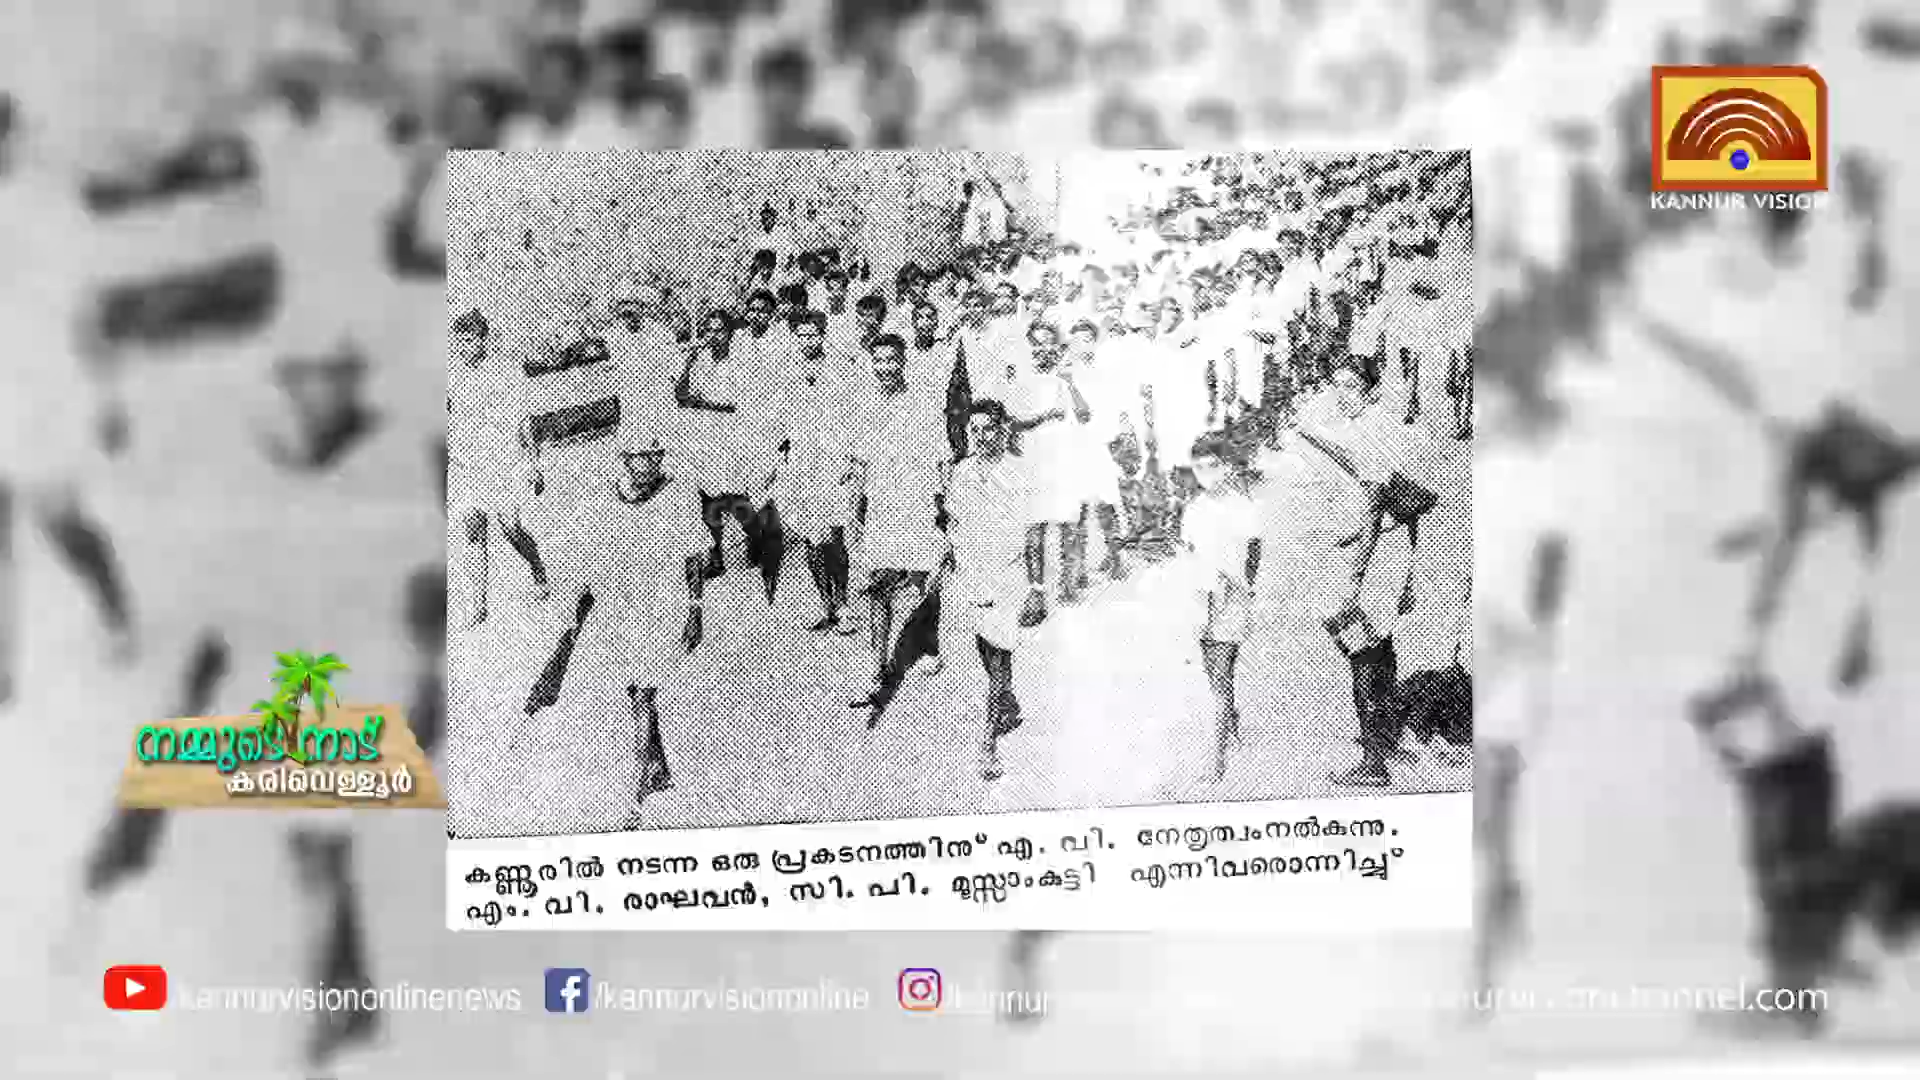 KANNUR VISION
നമ്മുടെ നാട്
കരിവെള്ളൂർ
കണ്ണൂരിൽ നടന്ന ഒരു പ്രകടനത്തിനു് എ. വി. നേതൃത്വംനൽകുന്നു.
എം. വി. രാഘവൻ, സി. പി. മൂസ്സാംകുട്ടി എന്നിവരൊന്നിച്ചു്
/kannurvisiononlinenews /kannurvisiononline